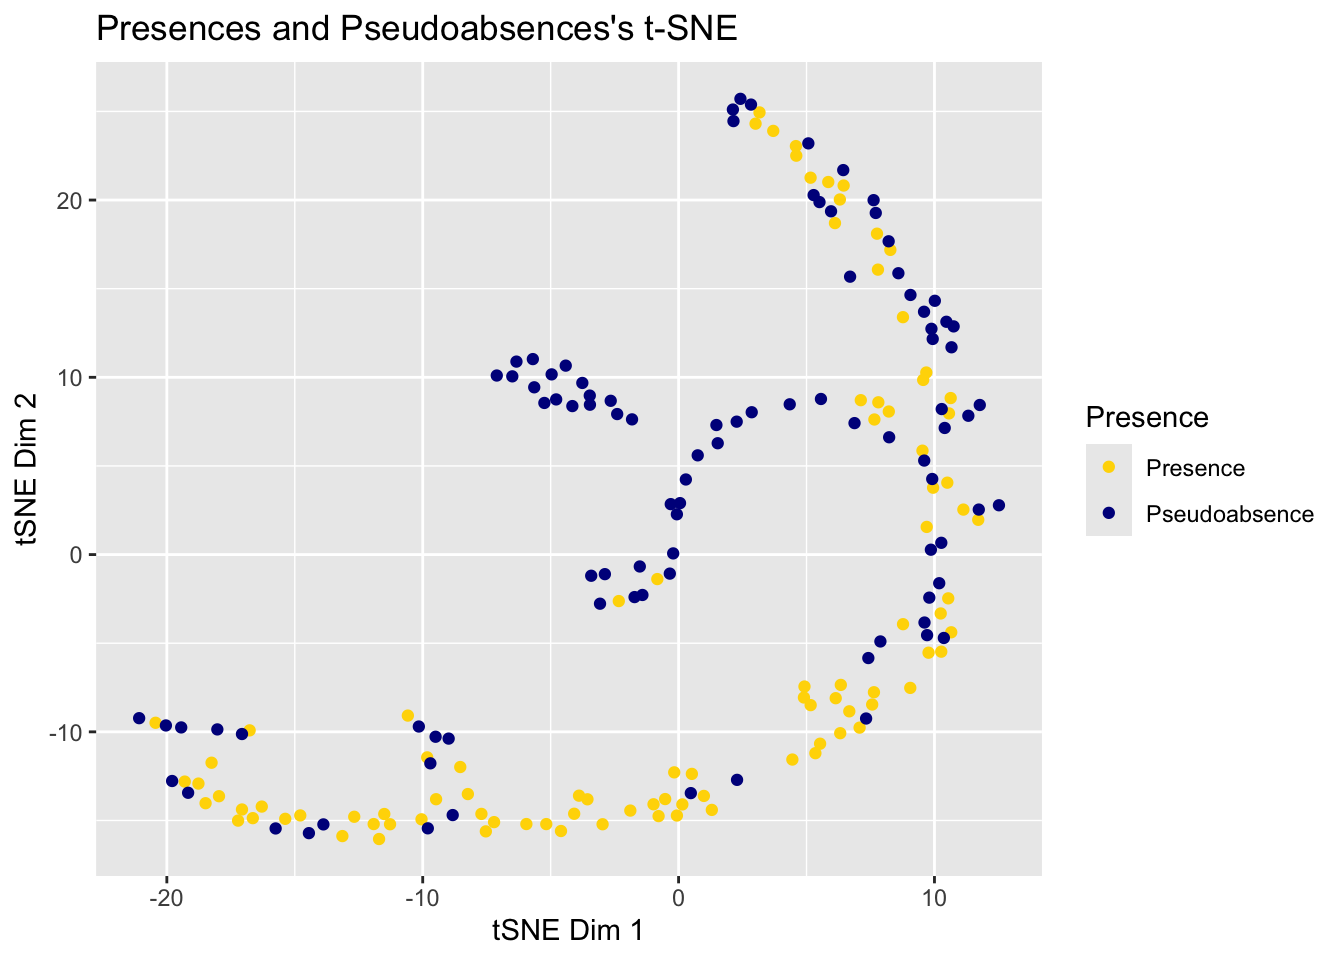 Presences and Pseudoabsences's t-SNE
tSNE Dim 2
20
10
0
-10
-20
-10
0
10
tSNE Dim 1
Presence
Presence
Pseudoabsence